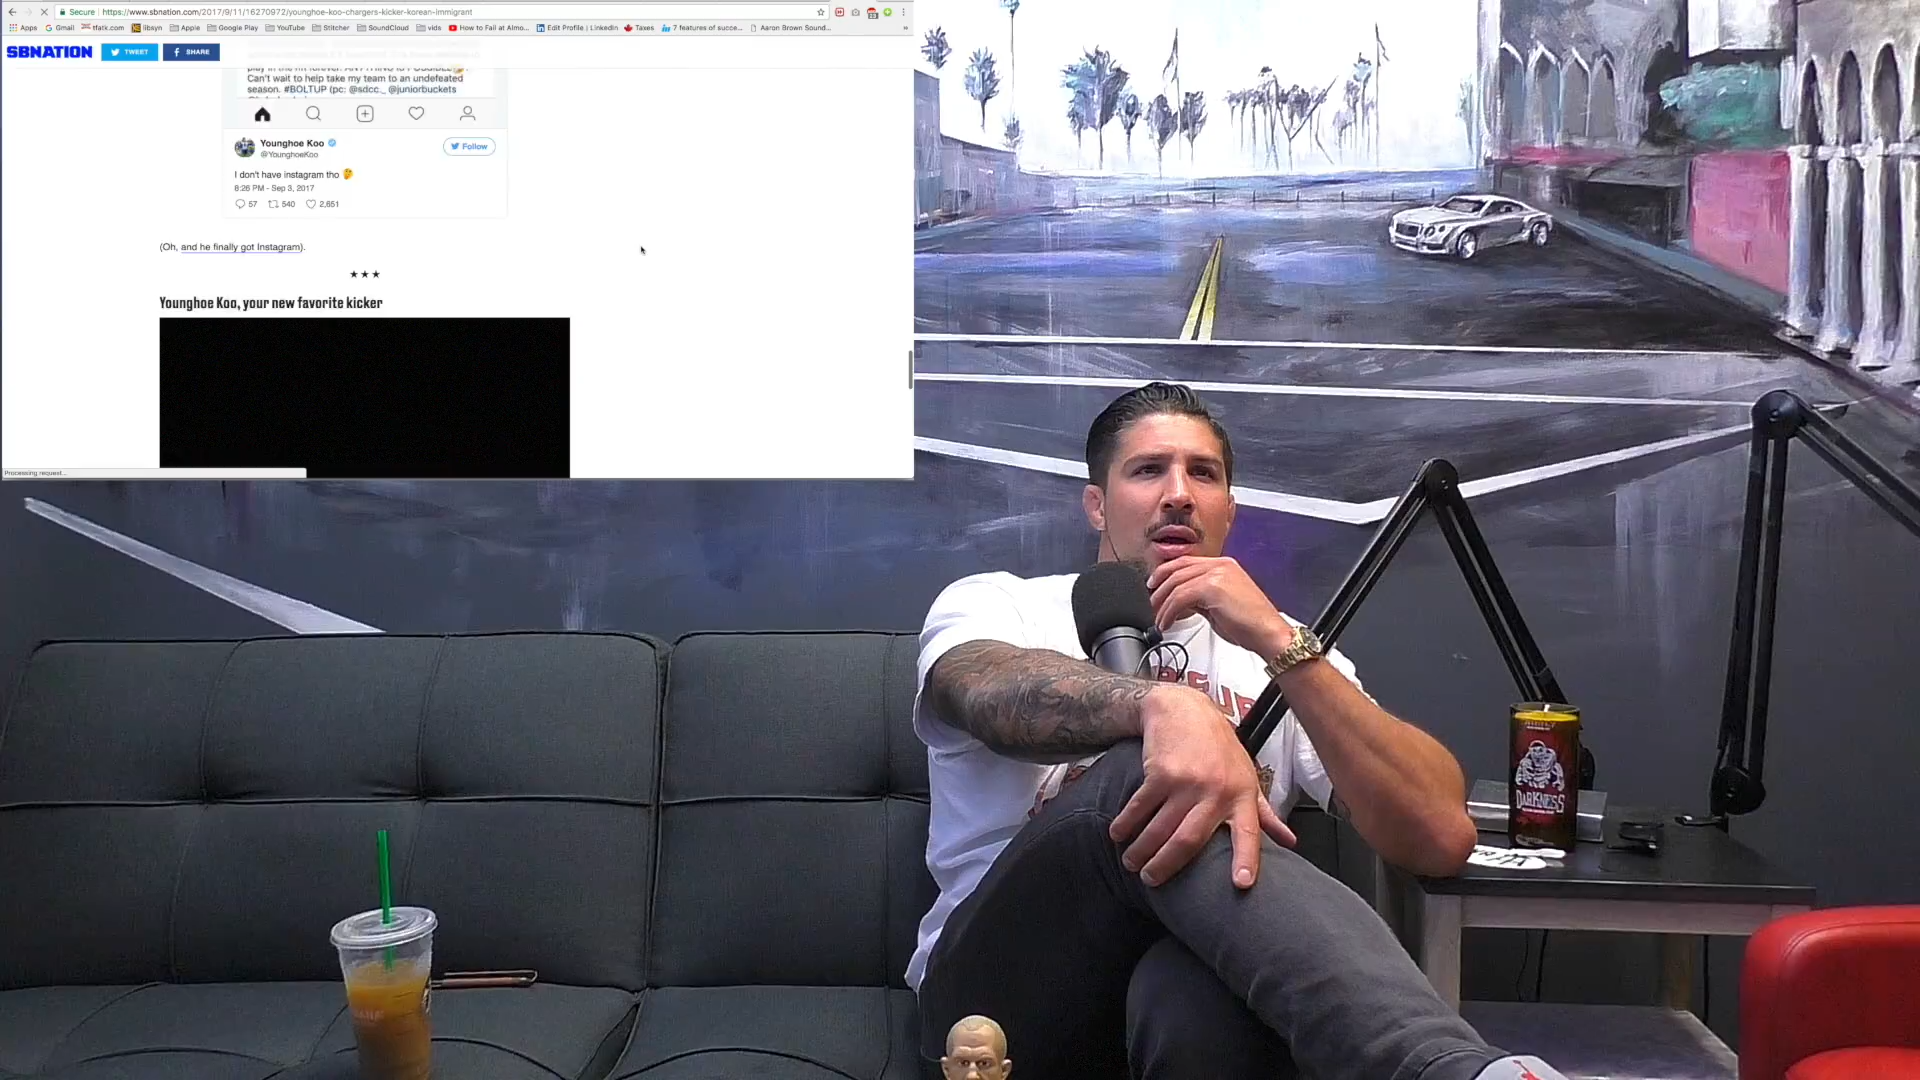 Secure
https://www.sbnation.com/2017/9/11/16270972/younghoe-koo-chargers-kicker-korean-immigrant
Apps
Gmail
tfatk.com
libsyn
Apple
Google Play
YouTube
Stitcher
SoundCloud
vids
How to Fail at Almo...
Edit Profile | LinkedIn
Taxes
7 features of succe...
Aaron Brown Sound...
SBNATION
TWEET
SHARE
Can't wait to help take my team to an undefeated
season. #BOLTUP (pc: @sdcc._ @juniorbuckets
Younghoe Koo
@YounghoeKoo
Follow
I don't have instagram tho 🤔
8:26 PM - Sep 3, 2017
57 540 2,651
(Oh, and he finally got Instagram).
★★★
Younghoe Koo, your new favorite kicker
Processing request...
DARKNESS